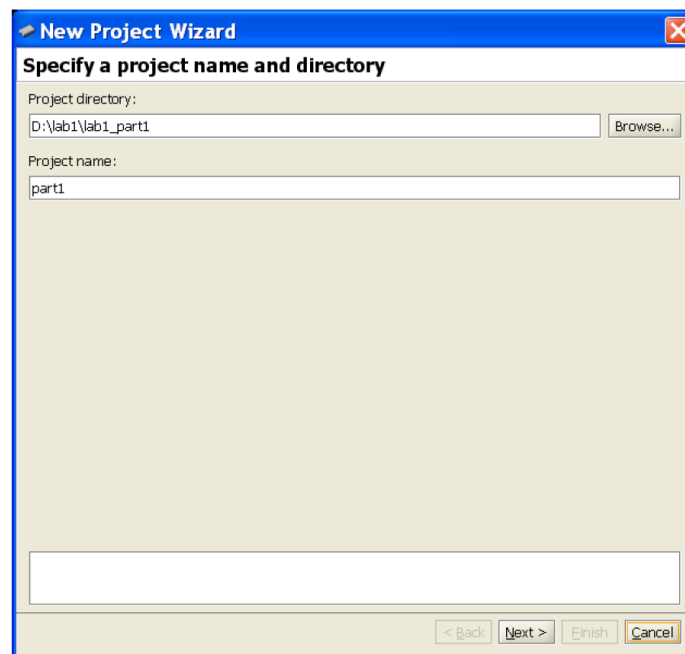 New Project Wizard
Specify a project name and directory
Project directory:
D:\lab1\lab1_part1
Browse...
Project name:
part1
< Back Next > Finish Cancel